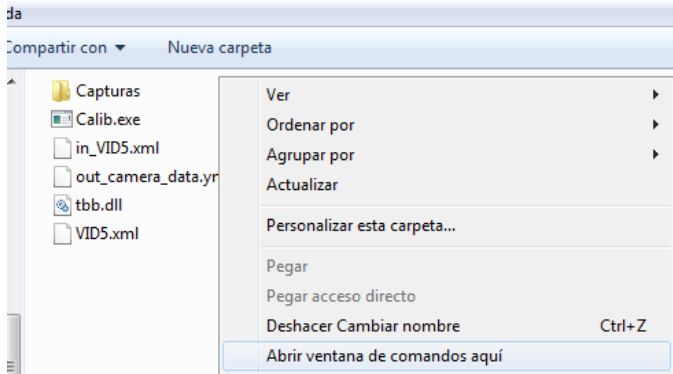 da
Compartir con
Nueva carpeta
Capturas
Calib.exe
in_VID5.xml
out_camera_data.yn
tbb.dll
VID5.xml
Ver
Ordenar por
Agrupar por
Actualizar
Personalizar esta carpeta...
Pegar
Pegar acceso directo
Deshacer Cambiar nombre Ctrl+Z
Abrir ventana de comandos aquí